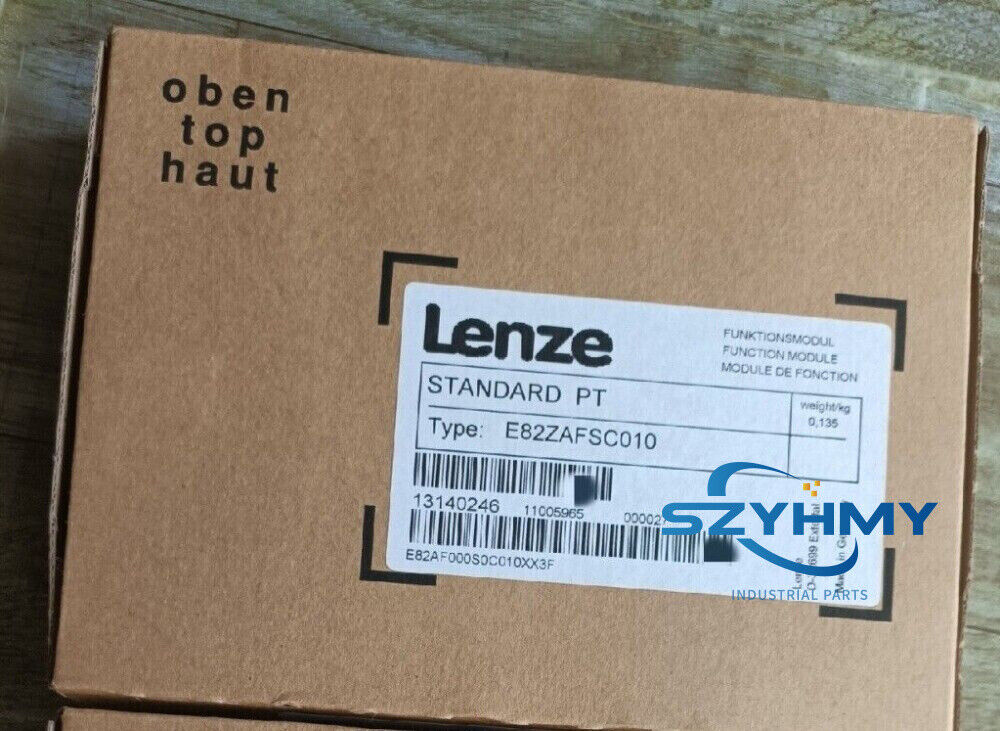 oben
top
haut
Lenze
FUNKTIONSMODUL
FUNCTION MODULE
MODULE DE FONCTION
STANDARD PT
weight/kg
0,135
Type: E82ZAFSC010
13140246
11005965
E82AF000S0C010XX3F
Lenze
SZYHMY
INDUSTRIAL PARTS